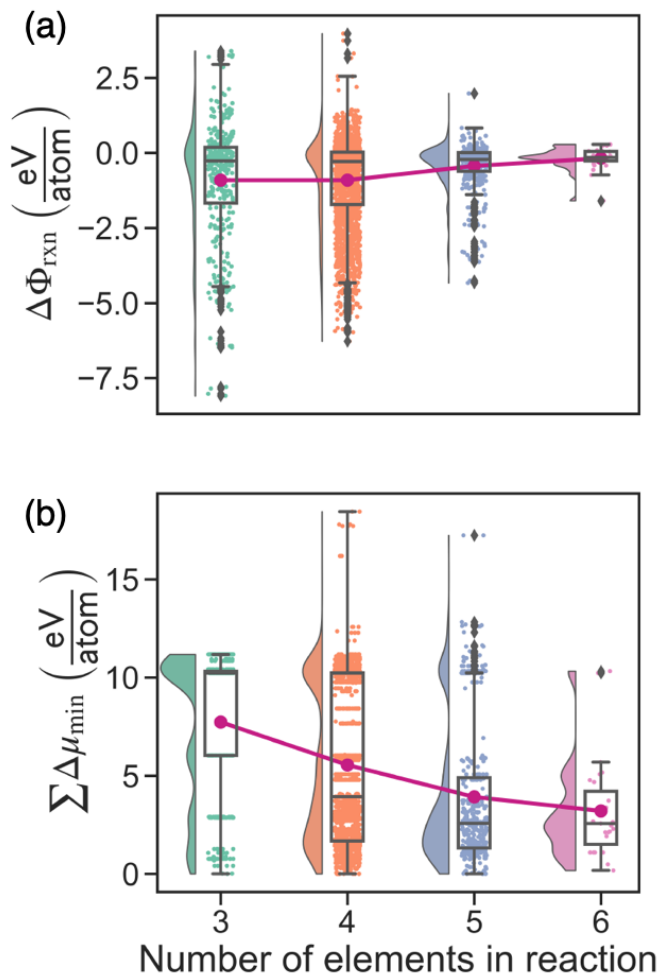 (a)
2.5
0.0
−2.5
−5.0
−7.5
ΔΦrxn (eV/atom)
(b)
15
10
5
0
∑ Δμmin (eV/atom)
3 4 5 6
Number of elements in reaction